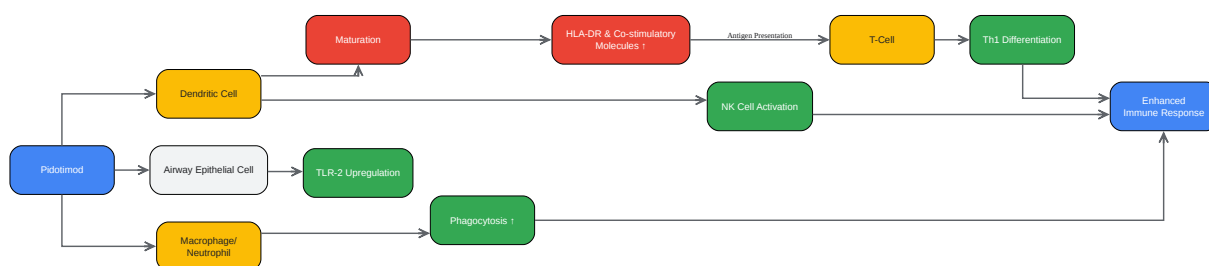 Maturation
HLA-DR & Co-stimulatory
Molecules ↑
Antigen Presentation
T-Cell
Th1 Differentiation
Dendritic Cell
NK Cell Activation
Enhanced
Immune Response
Pidotimod
Airway Epithelial Cell
TLR-2 Upregulation
Phagocytosis ↑
Macrophage/
Neutrophil